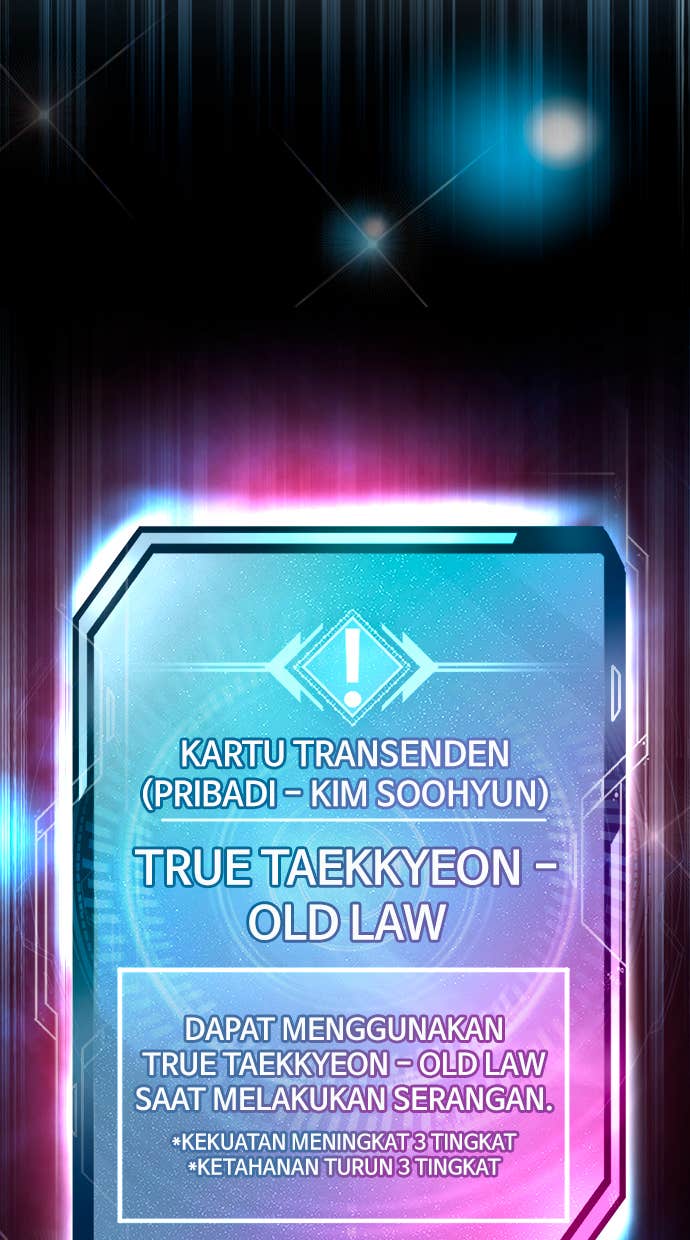 !
KARTU TRANSENDEN
(PRIBADI - KIM SOOHYUN)
TRUE TAEKKYEON -
OLD LAW
DAPAT MENGGUNAKAN
TRUE TAEKKYEON - OLD LAW
SAAT MELAKUKAN SERANGAN.
*KEKUATAN MENINGKAT 3 TINGKAT
*KETAHANAN TURUN 3 TINGKAT